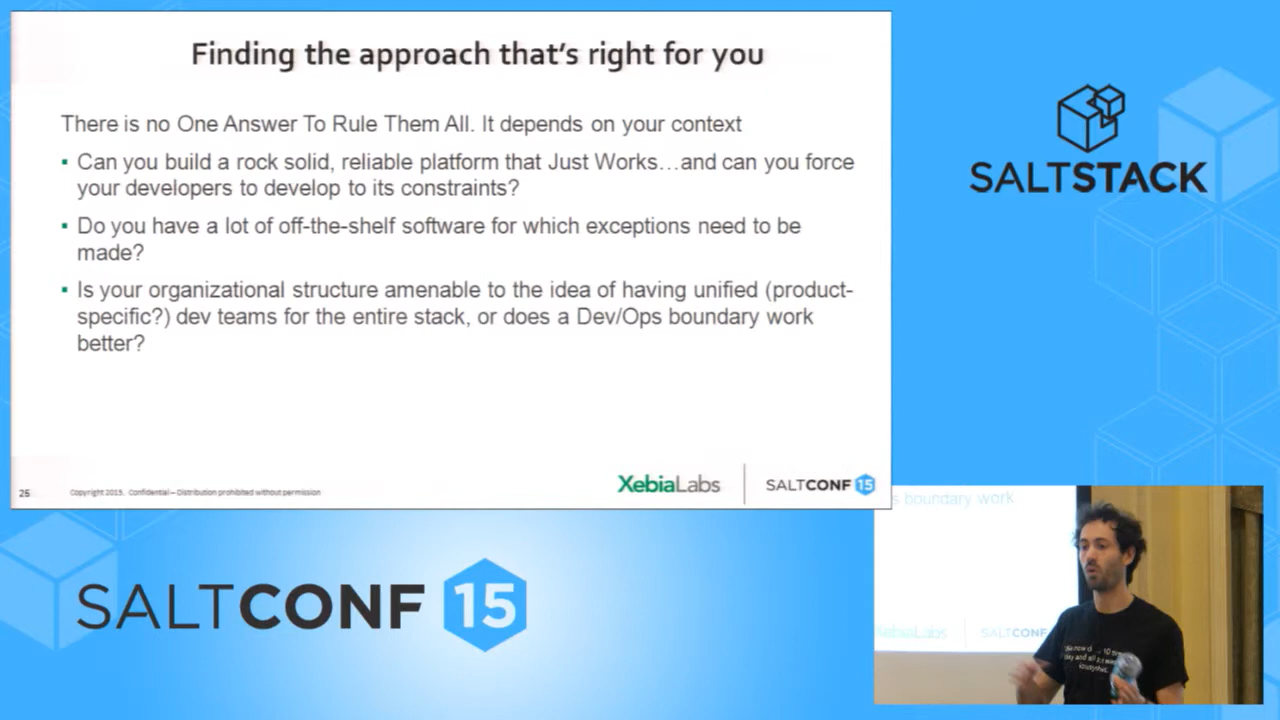 Finding the approach that's right for you
There is no One Answer To Rule Them All. It depends on your context
▪ Can you build a rock solid, reliable platform that Just Works…and can you force
your developers to develop to its constraints?
▪ Do you have a lot of off-the-shelf software for which exceptions need to be
made?
▪ Is your organizational structure amenable to the idea of having unified (product-
specific?) dev teams for the entire stack, or does a Dev/Ops boundary work
better?
25
Copyright 2015. Confidential – Distribution prohibited without permission
XebiaLabs
SALTCONF 15
SALTSTACK
SALTCONF 15
s boundary work
XebiaLabs
SALTCONF
10
and all